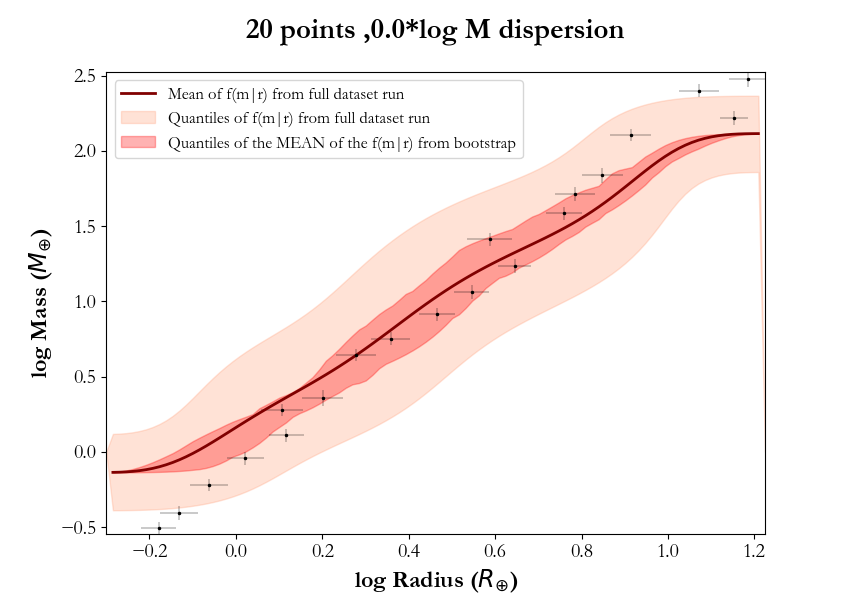 20 points ,0.0*log M dispersion
Mean of f(m|r) from full dataset run
Quantiles of f(m|r) from full dataset run
Quantiles of the MEAN of the f(m|r) from bootstrap
log Mass (M⊕)
2.5
2.0
1.5
1.0
0.5
0.0
−0.5
−0.2 0.0 0.2 0.4 0.6 0.8 1.0 1.2
log Radius (R⊕)